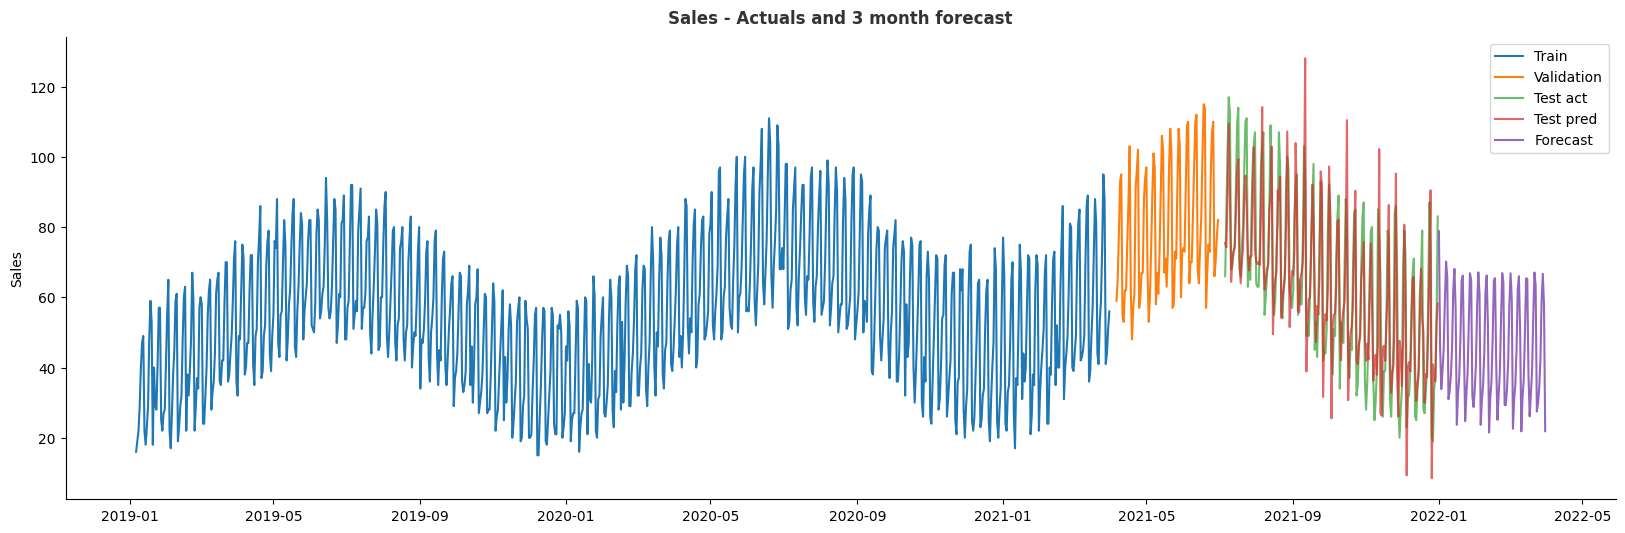 Sales - Actuals and 3 month forecast
Train
Validation
Test act
Test pred
Forecast
Sales
120
100
80
60
40
20
2019-01
2019-05
2019-09
2020-01
2020-05
2020-09
2021-01
2021-05
2021-09
2022-01
2022-05